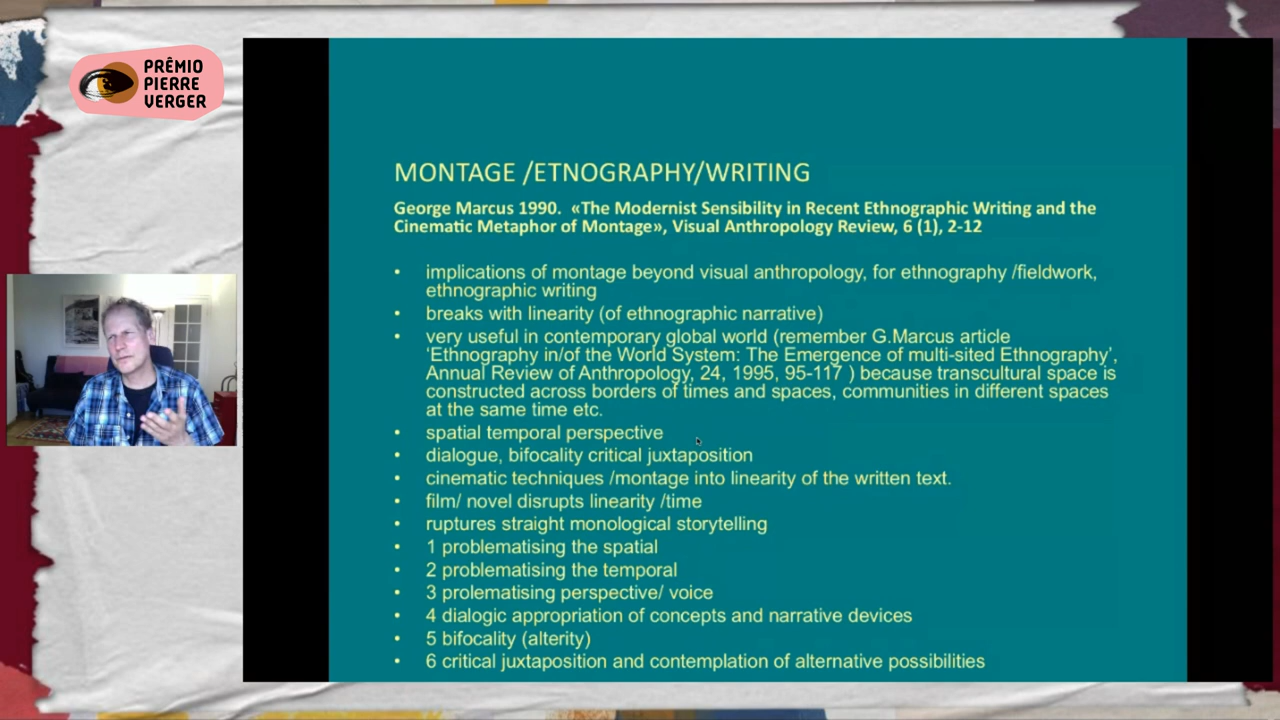 PRÊMIO
PIERRE
VERGER
MONTAGE /ETNOGRAPHY/WRITING
George Marcus 1990. «The Modernist Sensibility in Recent Ethnographic Writing and the
Cinematic Metaphor of Montage», Visual Anthropology Review, 6 (1), 2-12
• implications of montage beyond visual anthropology, for ethnography /fieldwork,
ethnographic writing
• breaks with linearity (of ethnographic narrative)
• very useful in contemporary global world (remember G.Marcus article
‘Ethnography in/of the World System: The Emergence of multi-sited Ethnography’,
Annual Review of Anthropology, 24, 1995, 95-117 ) because transcultural space is
constructed across borders of times and spaces, communities in different spaces
at the same time etc.
• spatial temporal perspective
• dialogue, bifocality critical juxtaposition
• cinematic techniques /montage into linearity of the written text.
• film/ novel disrupts linearity /time
• ruptures straight monological storytelling
• 1 problematising the spatial
• 2 problematising the temporal
• 3 prolematising perspective/ voice
• 4 dialogic appropriation of concepts and narrative devices
• 5 bifocality (alterity)
• 6 critical juxtaposition and contemplation of alternative possibilities